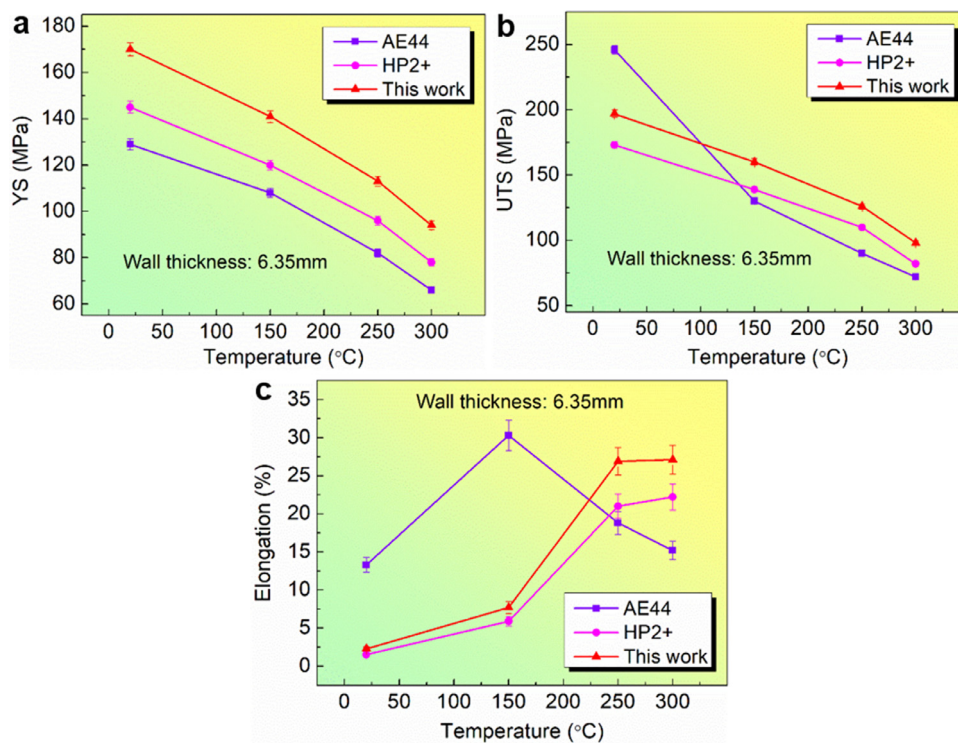 a
180
160
140
120
100
80
60
YS (MPa)
AE44
HP2+
This work
Wall thickness: 6.35mm
0 50 100 150 200 250 300
Temperature (°C)
b
250
200
150
100
50
UTS (MPa)
AE44
HP2+
This work
Wall thickness: 6.35mm
0 50 100 150 200 250 300
Temperature (°C)
c
35
30
25
20
15
10
5
0
Elongation (%)
Wall thickness: 6.35mm
AE44
HP2+
This work
0 50 100 150 200 250 300
Temperature (°C)